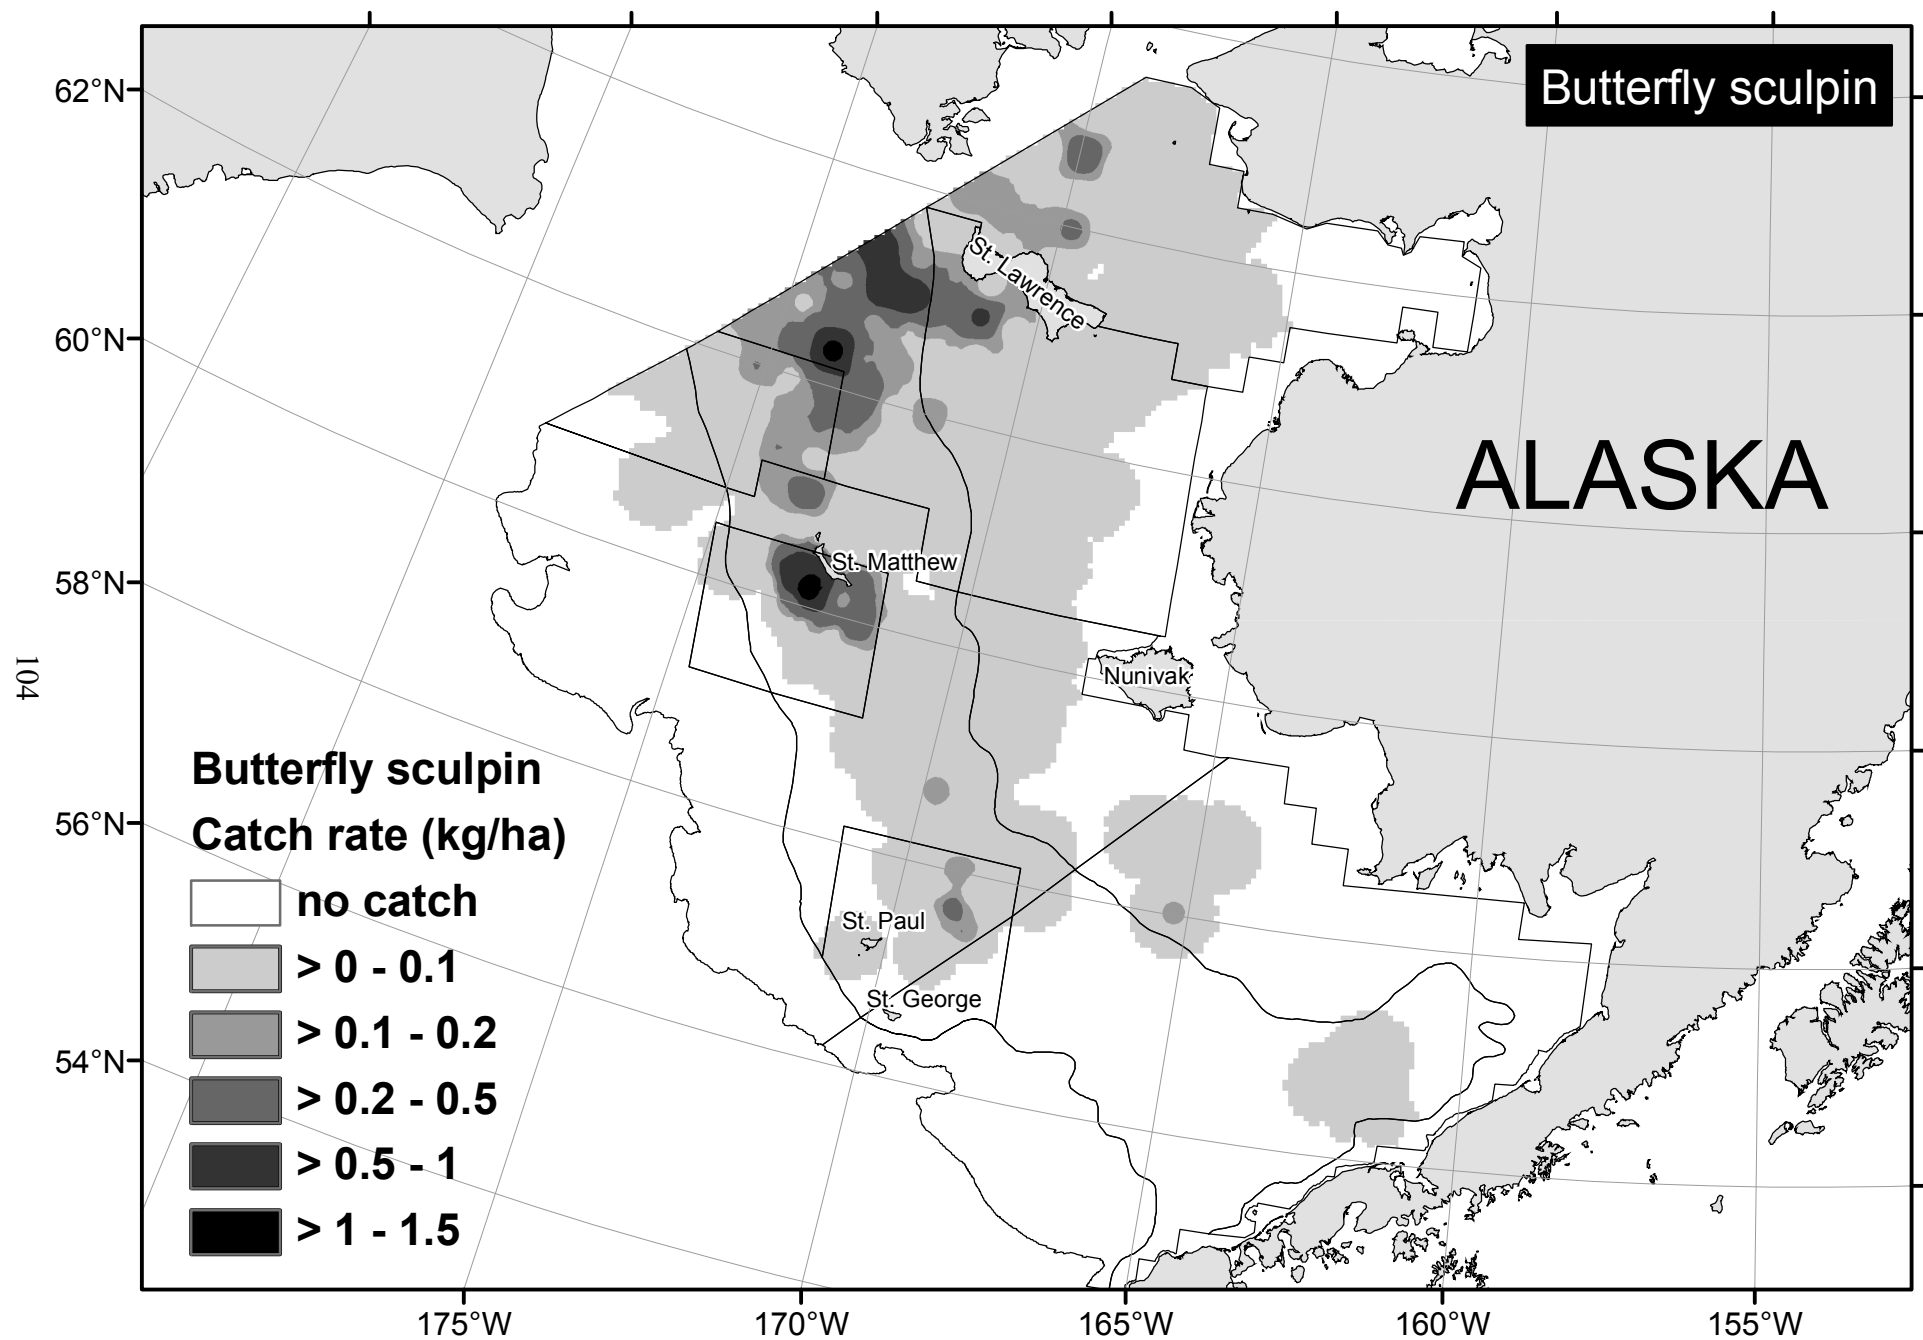 Butterfly sculpin
62°N
60°N
58°N
56°N
54°N
ALASKA
St. Lawrence
St. Matthew
Nunivak
St. Paul
St. George
104
Butterfly sculpin
Catch rate (kg/ha)
no catch
> 0 - 0.1
> 0.1 - 0.2
> 0.2 - 0.5
> 0.5 - 1
> 1 - 1.5
175°W
170°W
165°W
160°W
155°W